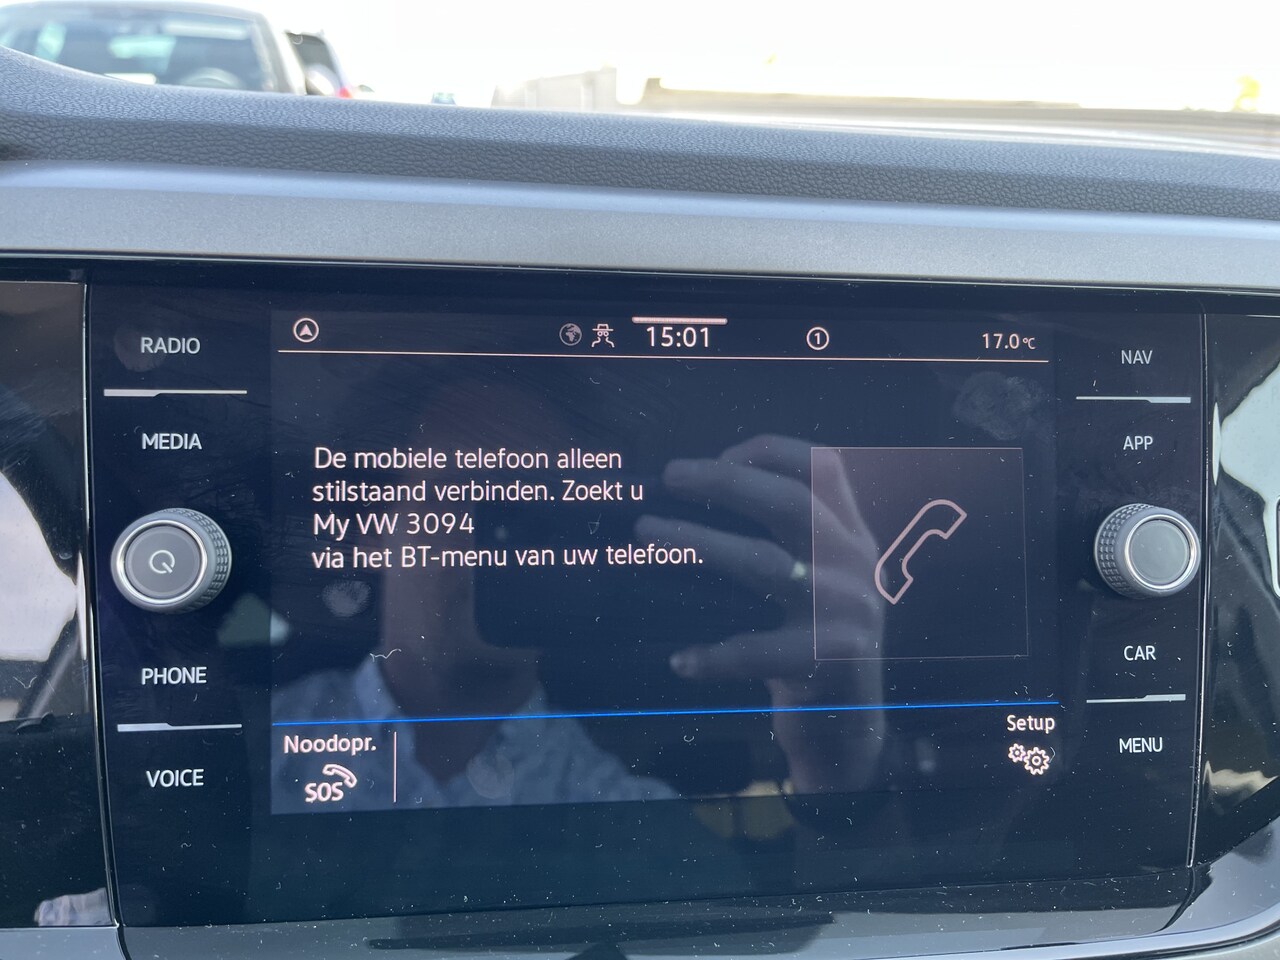 RADIO
MEDIA
PHONE
VOICE
15:01
1
17.0°C
De mobiele telefoon alleen
stilstaand verbinden. Zoekt u
My VW 3094
via het BT-menu van uw telefoon.
Noodopr.
SOS
Setup
NAV
APP
CAR
MENU